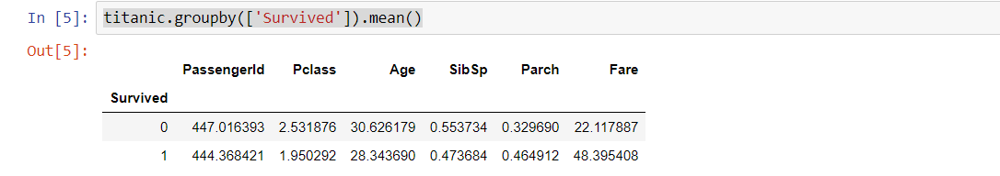 In [5]: titanic.groupby(['Survived']).mean()
Out[5]:
PassengerId Pclass Age SibSp Parch Fare
Survived
0 447.016393 2.531876 30.626179 0.553734 0.329690 22.117887
1 444.368421 1.950292 28.343690 0.473684 0.464912 48.395408